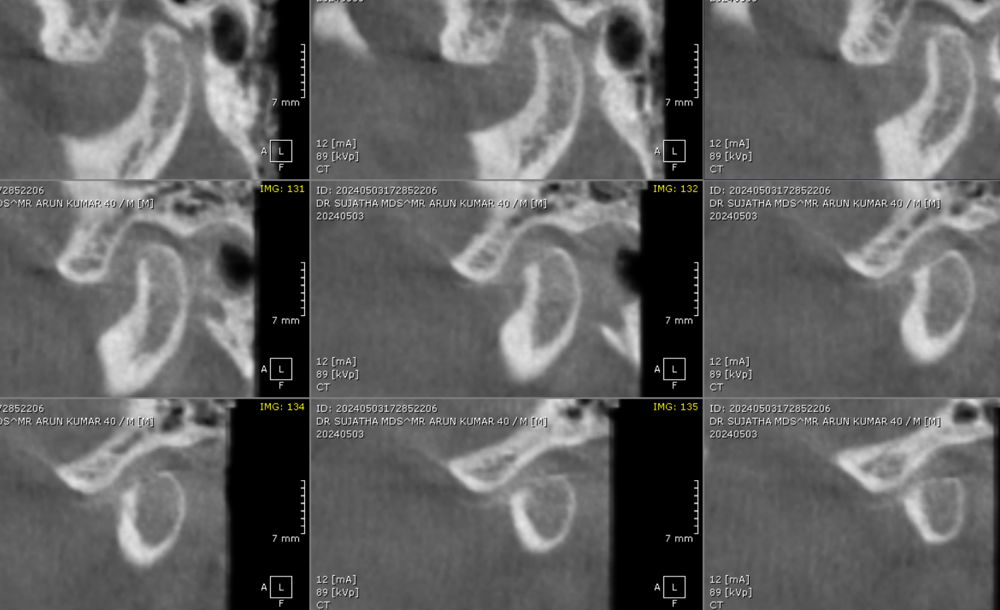 7 mm
A L
F
12 [mA]
89 [kVp]
CT
7 mm
A L
F
12 [mA]
89 [kVp]
CT
72852206
DS^MR ARUN KUMAR 40 / M [M]
IMG: 131
7 mm
A L
F
ID: 20240503172852206
DR SUJATHA MDS^MR ARUN KUMAR 40 / M [M]
20240503
IMG: 132
12 [mA]
89 [kVp]
CT
7 mm
A L
F
ID: 20240503172852206
DR SUJATHA MDS^MR ARUN KUMAR 40 / M [M]
20240503
12 [mA]
89 [kVp]
CT
72852206
DS^MR ARUN KUMAR 40 / M [M]
IMG: 134
7 mm
A L
F
ID: 20240503172852206
DR SUJATHA MDS^MR ARUN KUMAR 40 / M [M]
20240503
IMG: 135
12 [mA]
89 [kVp]
CT
7 mm
A L
F
ID: 20240503172852206
DR SUJATHA MDS^MR ARUN KUMAR 40 / M [M]
20240503
12 [mA]
89 [kVp]
CT